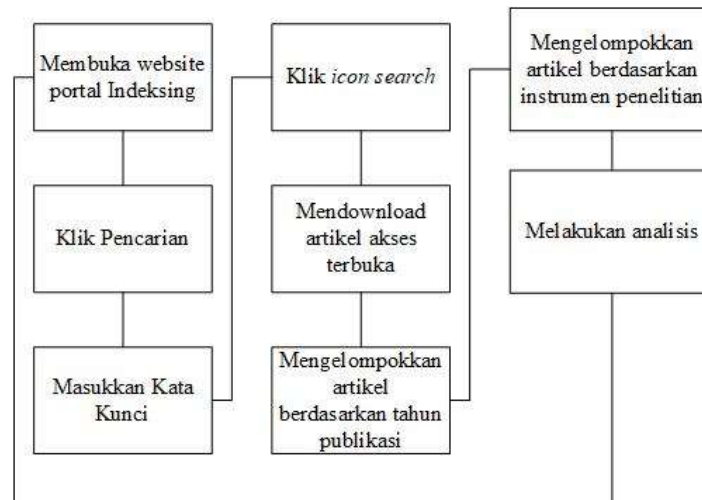 Membuka website
portal Indeksing
Klik Pencarian
Masukkan Kata
Kunci
Klik icon search
Mendownload
artikel akses
terbuka
Mengelompokkan
artikel
berdasarkan tahun
publikasi
Mengelompokkan
artikel berdasarkan
instrumen penelitian
Melakukan analisis